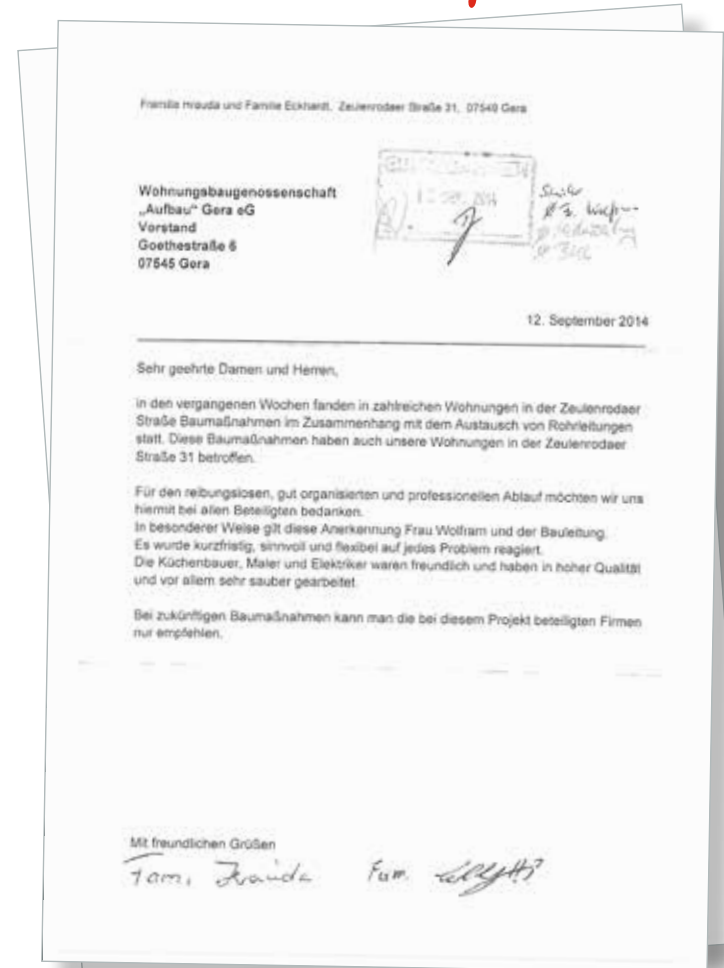 Familie Hrauda und Familie Eckhardt, Zeulenrodaer Straße 31, 07549 Gera
Wohnungsbaugenossenschaft
„Aufbau“ Gera eG
Vorstand
Goethestraße 6
07545 Gera
SEP. 2014
12. September 2014
Sehr geehrte Damen und Herren,
in den vergangenen Wochen fanden in zahlreichen Wohnungen in der Zeulenrodaer
Straße Baumaßnahmen im Zusammenhang mit dem Austausch von Rohrleitungen
statt. Diese Baumaßnahmen haben auch unsere Wohnungen in der Zeulenrodaer
Straße 31 betroffen.
Für den reibungslosen, gut organisierten und professionellen Ablauf möchten wir uns
hiermit bei allen Beteiligten bedanken.
In besonderer Weise gilt diese Anerkennung Frau Wolfram und der Bauleitung.
Es wurde kurzfristig, sinnvoll und flexibel auf jedes Problem reagiert.
Die Küchenbauer, Maler und Elektriker waren freundlich und haben in hoher Qualität
und vor allem sehr sauber gearbeitet.
Bei zukünftigen Baumaßnahmen kann man die bei diesem Projekt beteiligten Firmen
nur empfehlen.
Mit freundlichen Grüßen
Fam. Hrauda Fam.